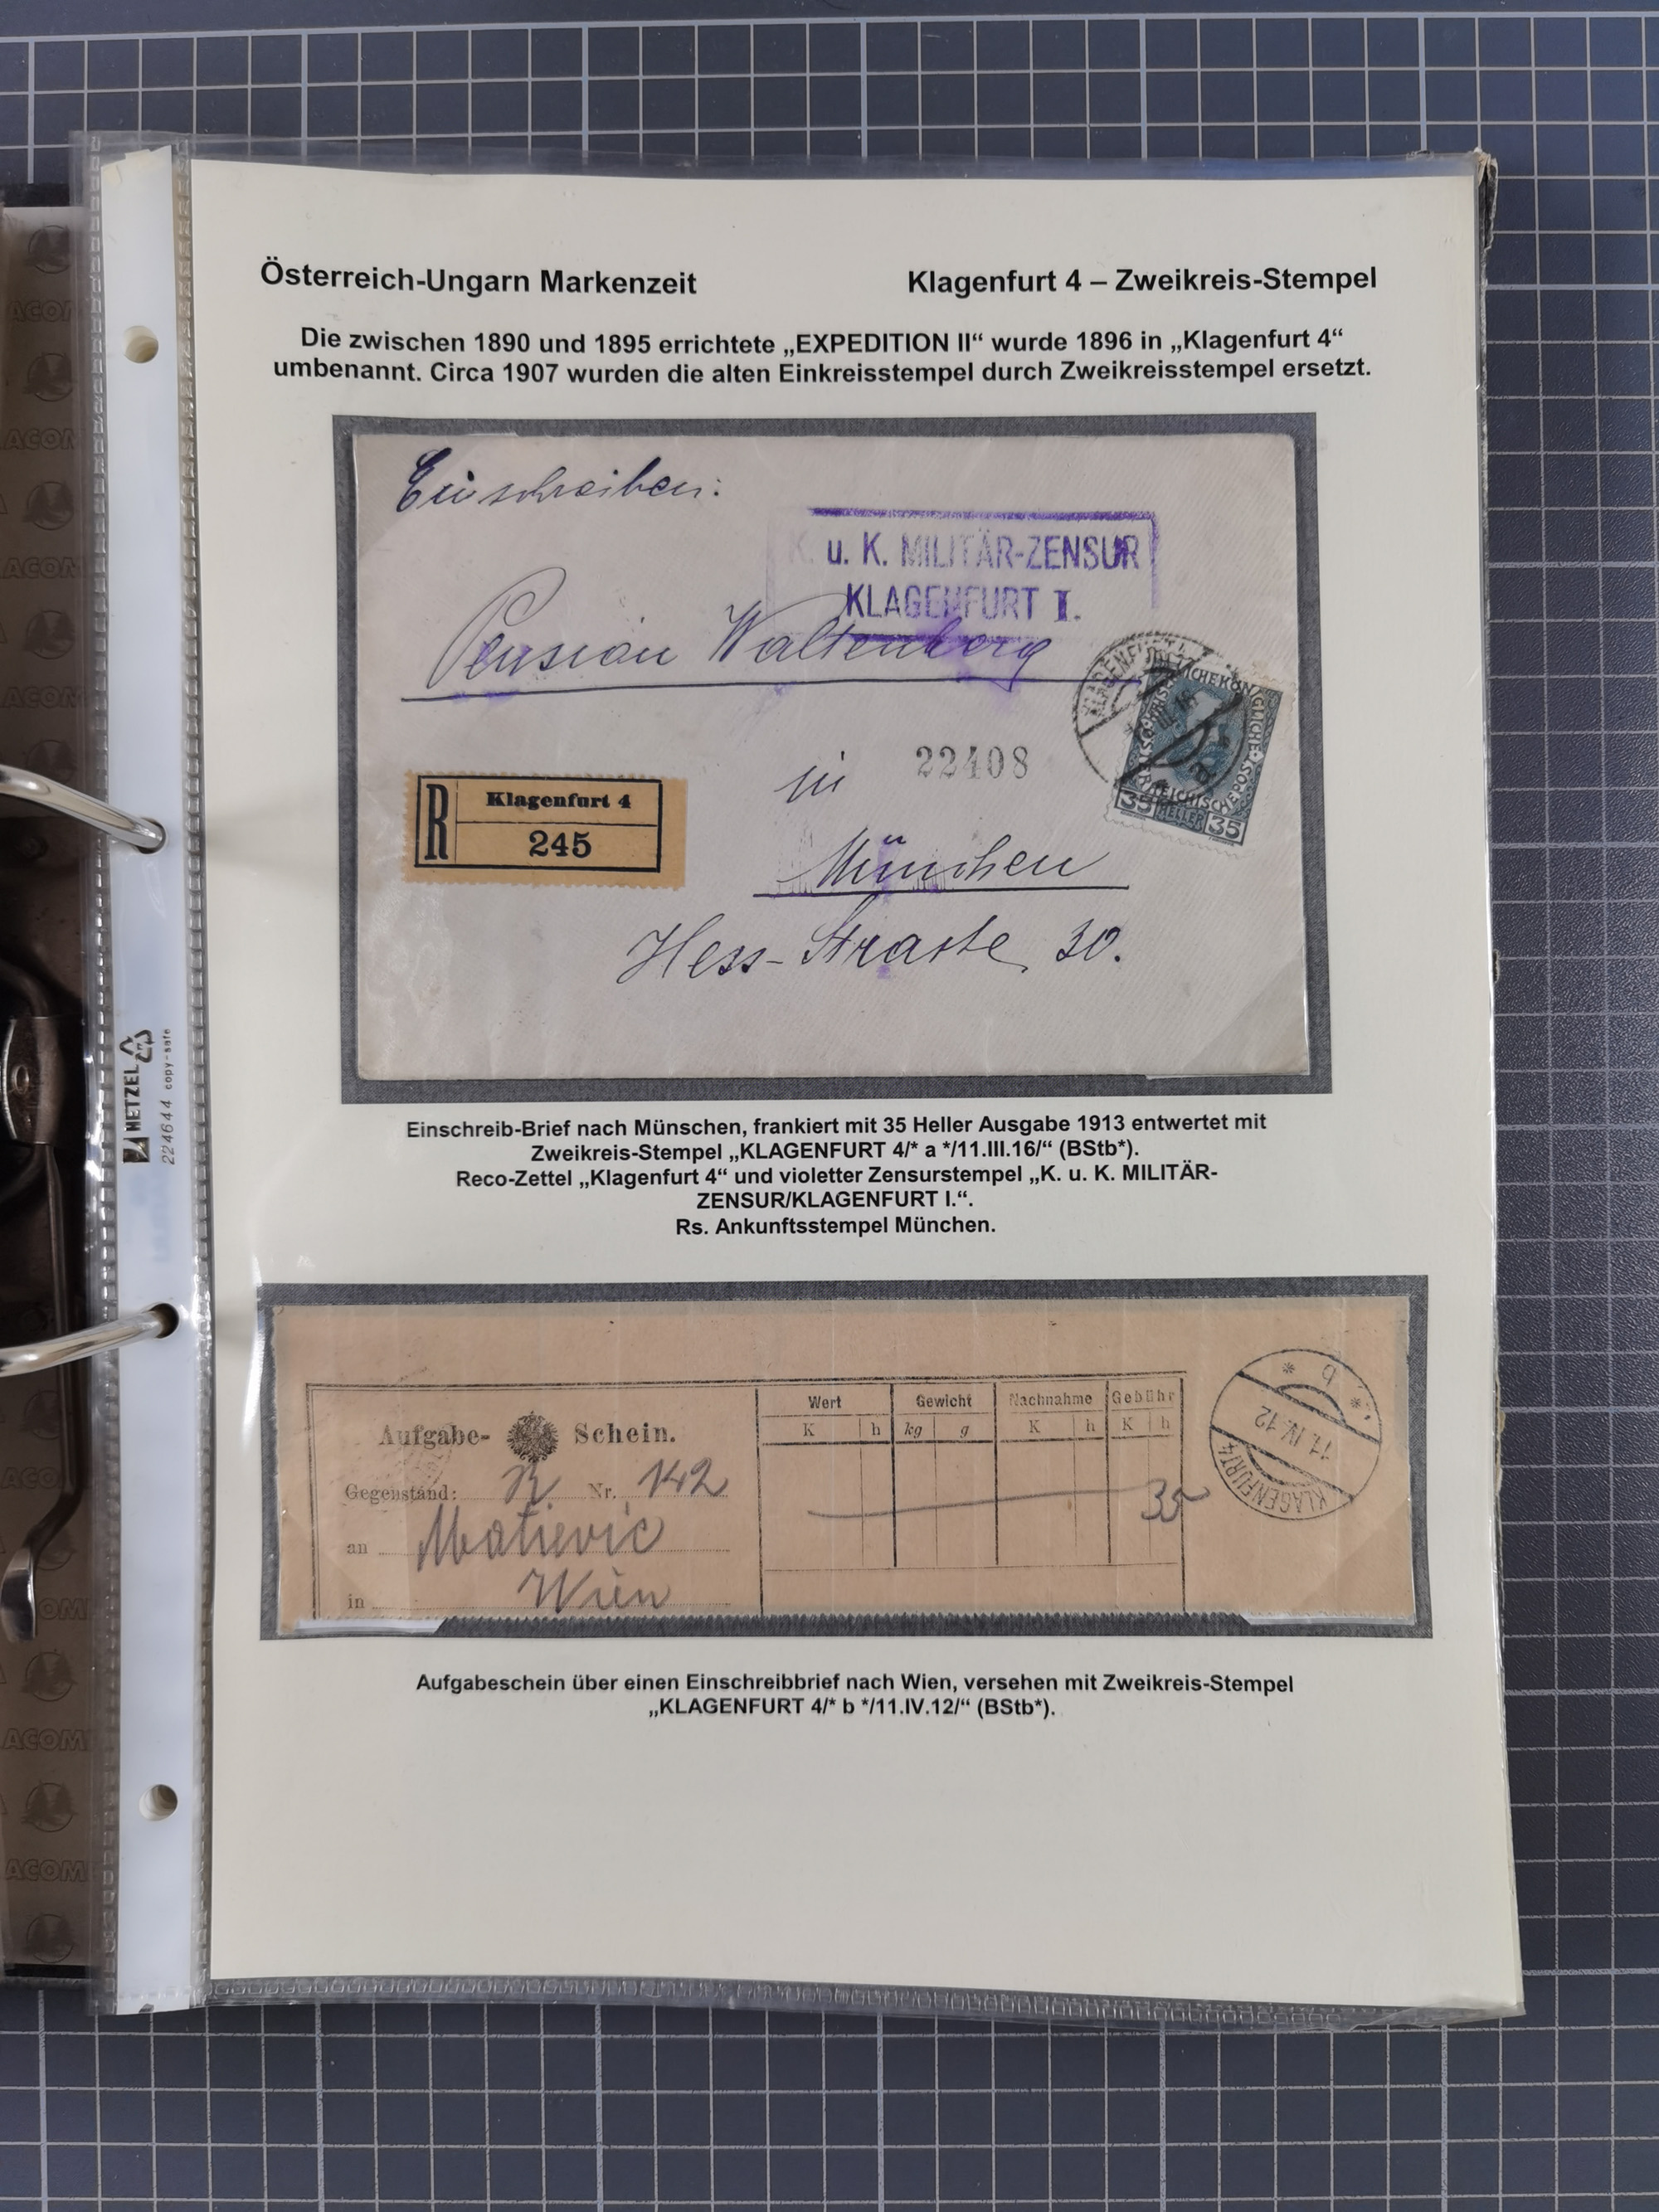 Österreich-Ungarn Markenzeit
Klagenfurt 4 – Zweikreis-Stempel
Die zwischen 1890 und 1895 errichtete „EXPEDITION II“ wurde 1896 in „Klagenfurt 4“
umbenannt. Circa 1907 wurden die alten Einkreisstempel durch Zweikreisstempel ersetzt.
Einschreiben:
K. u. K. MILITÄR-ZENSUR
KLAGENFURT I.
Pension Waltenberg
in
22408
R
Klagenfurt 4
245
35 HELLER 35
München
Hess-Straße 30.
Einschreib-Brief nach Münschen, frankiert mit 35 Heller Ausgabe 1913 entwertet mit
Zweikreis-Stempel „KLAGENFURT 4/* a */11.III.16/“ (BStb*).
Reco-Zettel „Klagenfurt 4“ und violetter Zensurstempel „K. u. K. MILITÄR-
ZENSUR/KLAGENFURT I.“.
Rs. Ankunftsstempel München.
Aufgabe- Schein.
Gegenstand: R Nr. 142
an Matievic
in Wien
Wert Gewicht Nachnahme Gebühr
K h kg g K h K h
35
* b *
11.IV.12
KLAGENFURT 4
Aufgabeschein über einen Einschreibbrief nach Wien, versehen mit Zweikreis-Stempel
„KLAGENFURT 4/* b */11.IV.12/“ (BStb*).
HETZEL
224644 copy-safe